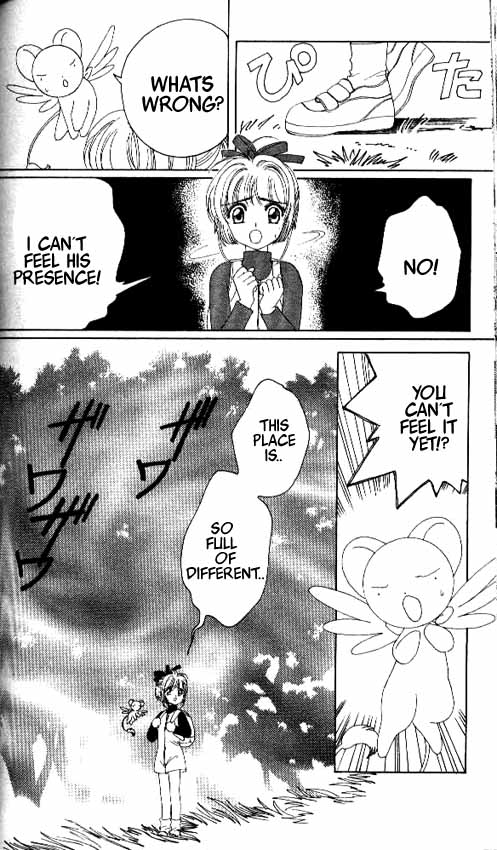 ぴた
WHATS
WRONG?
NO!
I CAN'T
FEEL HIS
PRESENCE!
YOU
CAN'T
FEEL IT
YET!?
THIS
PLACE
IS..
SO
FULL
OF
DIFFERENT..
ザワ
ザワ
ザワ